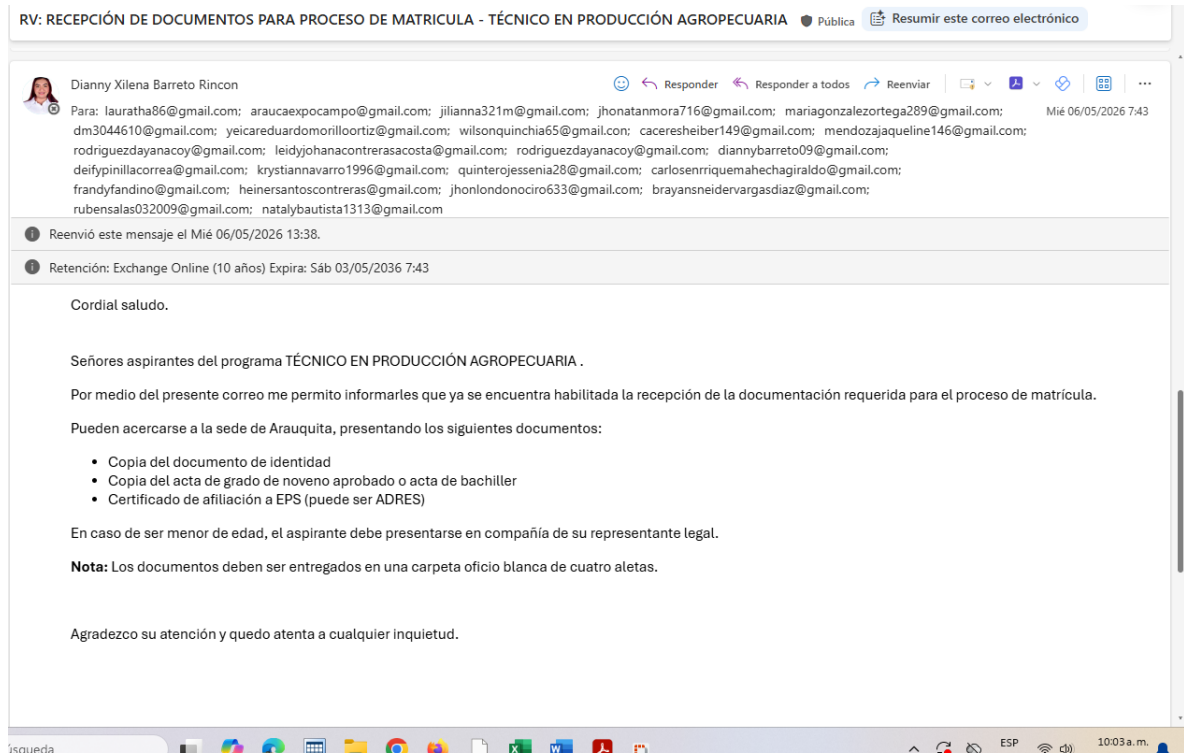 RV: RECEPCIÓN DE DOCUMENTOS PARA PROCESO DE MATRICULA - TÉCNICO EN PRODUCCIÓN AGROPECUARIA Pública Resumir este correo electrónico
Dianny Xilena Barreto Rincon Responder Responder a todos Reenviar
Para: lauratha86@gmail.com; araucaexpocampo@gmail.com; jilianna321m@gmail.com; jhonatanmora716@gmail.com; mariagonzalezortega289@gmail.com; Mié 06/05/2026 7:43
dm3044610@gmail.com; yeicareduardomorilloortiz@gmail.com; wilsonquinchia65@gmail.con; caceresheiber149@gmail.com; mendozajaqueline146@gmail.com;
rodriguezdayanacoy@gmail.com; leidyjohanacontrerasacosta@gmail.com; rodriguezdayanacoy@gmail.com; diannybarreto09@gmail.com;
deifypinillacorrea@gmail.com; krystiannavarro1996@gmail.com; quinterojessenia28@gmail.com; carlosenrriquemahechagiraldo@gmail.com;
frandyfandino@gmail.com; heinersantoscontreras@gmail.com; jhonlondonociro633@gmail.com; brayansneidervargasdiaz@gmail.com;
rubensalas032009@gmail.com; natalybautista1313@gmail.com
Reenvió este mensaje el Mié 06/05/2026 13:38.
Retención: Exchange Online (10 años) Expira: Sáb 03/05/2036 7:43
Cordial saludo.
Señores aspirantes del programa TÉCNICO EN PRODUCCIÓN AGROPECUARIA .
Por medio del presente correo me permito informarles que ya se encuentra habilitada la recepción de la documentación requerida para el proceso de matrícula.
Pueden acercarse a la sede de Arauquita, presentando los siguientes documentos:
• Copia del documento de identidad
• Copia del acta de grado de noveno aprobado o acta de bachiller
• Certificado de afiliación a EPS (puede ser ADRES)
En caso de ser menor de edad, el aspirante debe presentarse en compañía de su representante legal.
Nota: Los documentos deben ser entregados en una carpeta oficio blanca de cuatro aletas.
Agradezco su atención y quedo atenta a cualquier inquietud.
ESP 10:03 a. m.